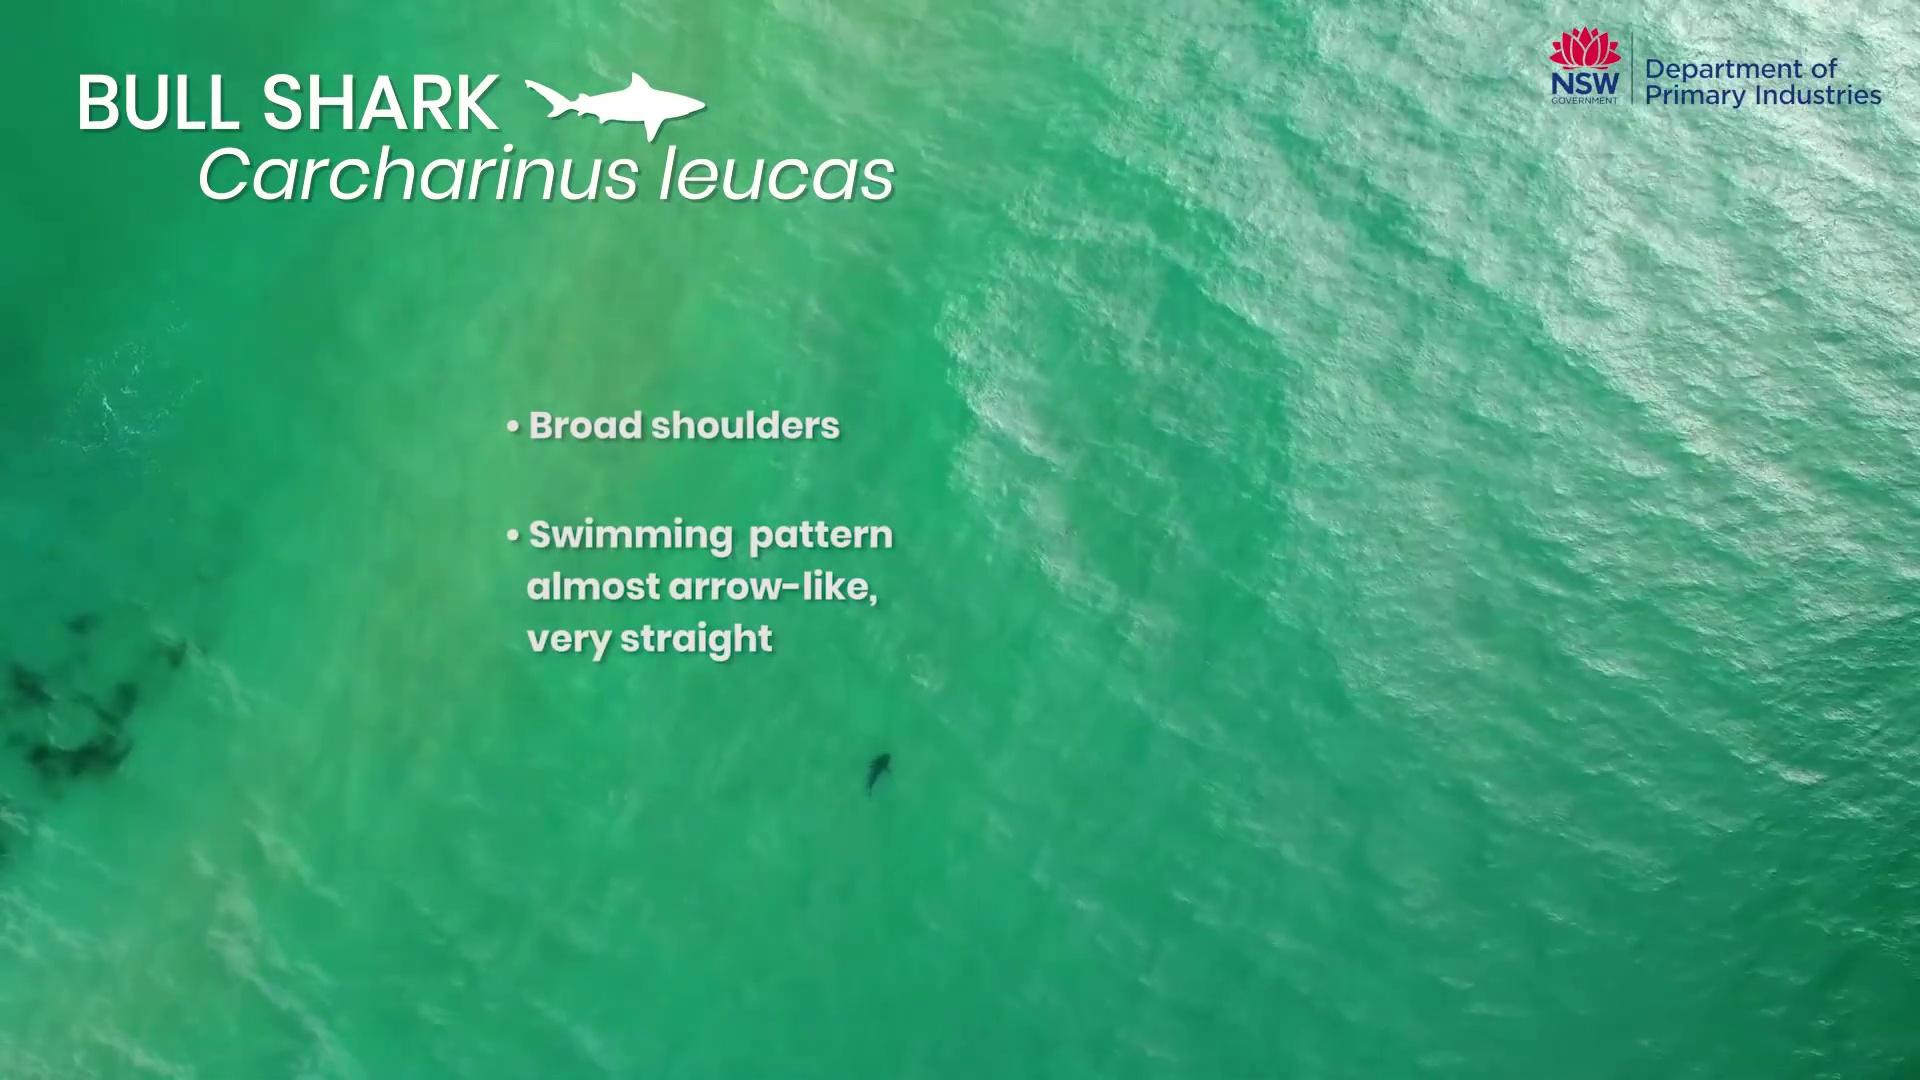 BULL SHARK
Carcharinus leucas
NSW
GOVERNMENT
Department of
Primary Industries
• Broad shoulders
• Swimming pattern
almost arrow-like,
very straight